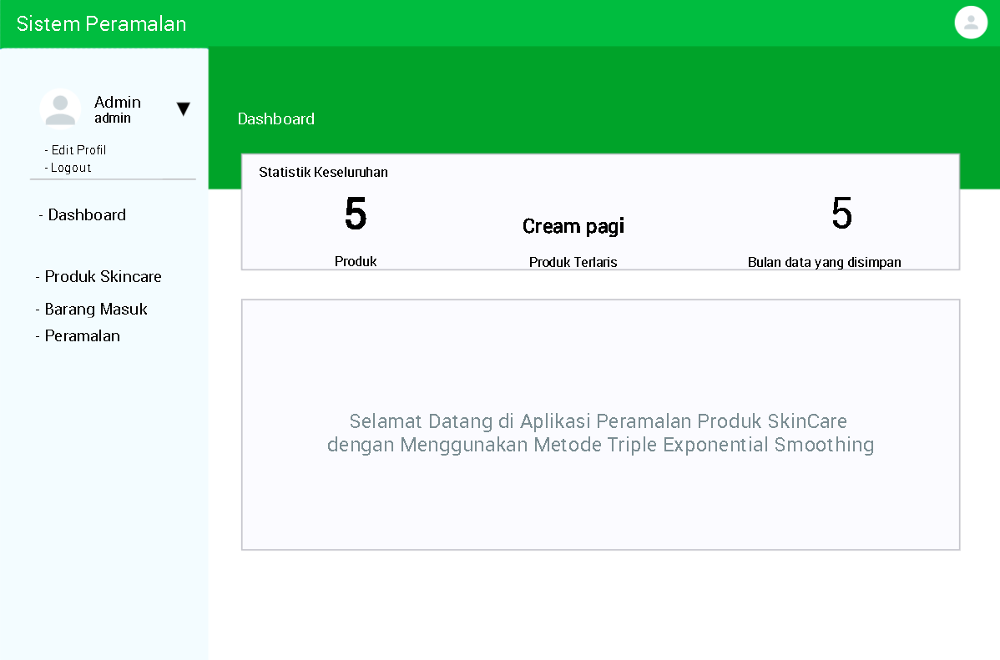 Sistem Peramalan
Admin
admin
- Edit Profil
- Logout
- Dashboard
- Produk Skincare
- Barang Masuk
- Peramalan
Dashboard
Statistik Keseluruhan
5
Produk
Cream pagi
Produk Terlaris
5
Bulan data yang disimpan
Selamat Datang di Aplikasi Peramalan Produk SkinCare
dengan Menggunakan Metode Triple Exponential Smoothing